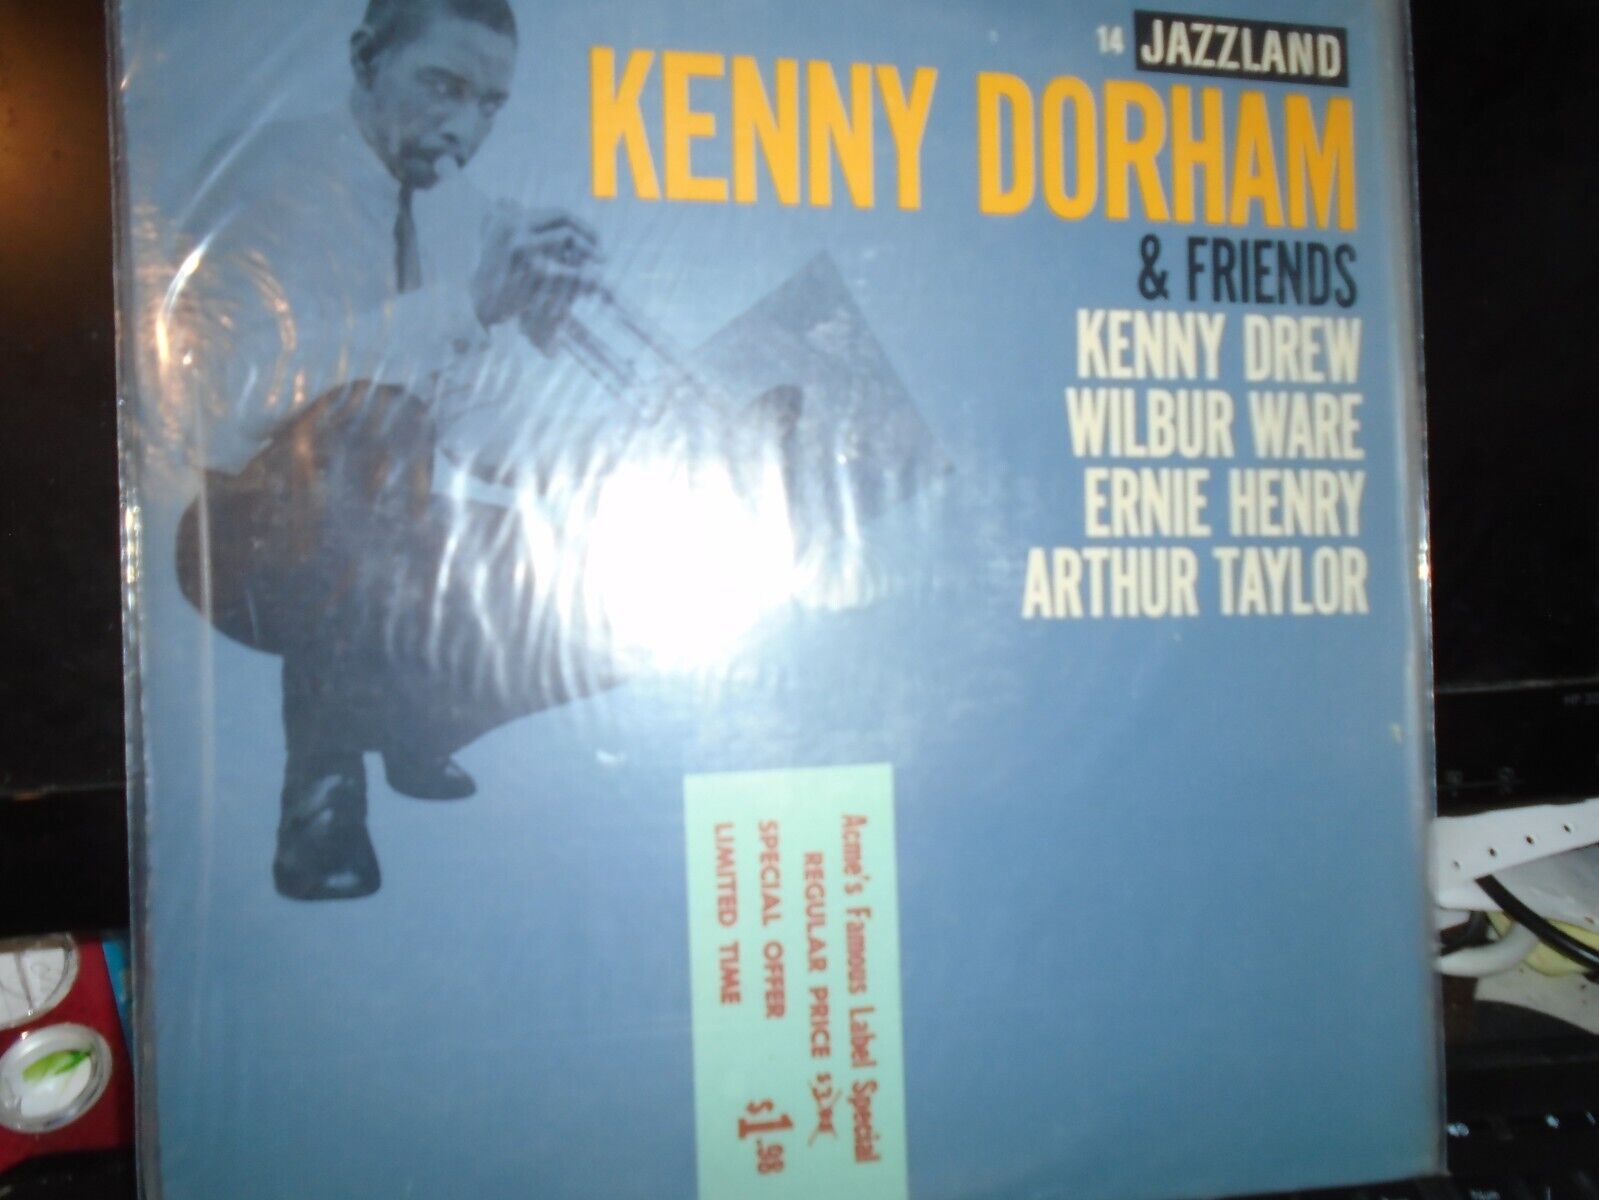 14 JAZZLAND
KENNY DORHAM
& FRIENDS
KENNY DREW
WILBUR WARE
ERNIE HENRY
ARTHUR TAYLOR
Acme's Famous Label Special
REGULAR PRICE
SPECIAL OFFER $1.98
LIMITED TIME